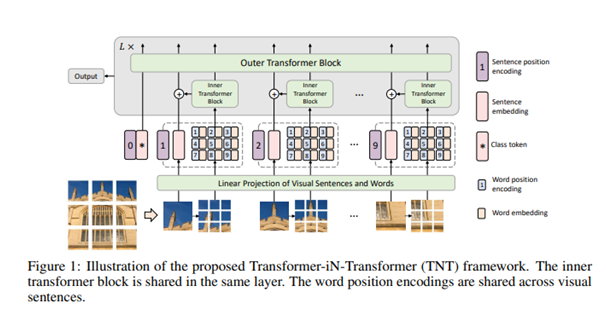 L ×
Outer Transformer Block
Output
Inner Transformer Block
Inner Transformer Block
...
Inner Transformer Block
0 * 1 1 2 3 4 5 6 7 8 9
2 1 2 3 4 5 6 7 8 9
...
9 1 2 3 4 5 6 7 8 9
Linear Projection of Visual Sentences and Words
...
1 Sentence position encoding
Sentence embedding
* Class token
1 Word position encoding
Word embedding
Figure 1: Illustration of the proposed Transformer-iN-Transformer (TNT) framework. The inner
transformer block is shared in the same layer. The word position encodings are shared across visual
sentences.